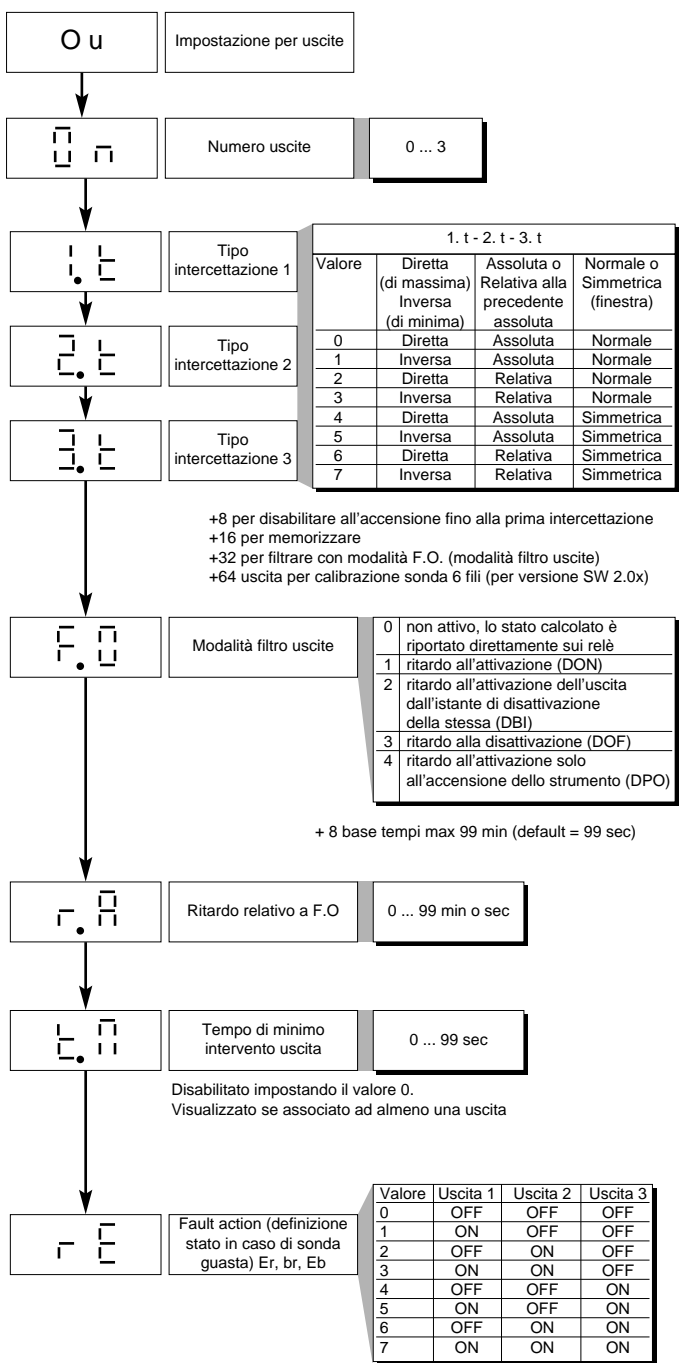 O u
Impostazione per uscite
0 n
Numero uscite
0 ... 3
1.t
Tipo
intercettazione 1
2.t
Tipo
intercettazione 2
3.t
Tipo
intercettazione 3
1. t - 2. t - 3. t
Valore
Diretta
(di massima)
Inversa
(di minima)
Assoluta o
Relativa alla
precedente
assoluta
Normale o
Simmetrica
(finestra)
0 Diretta Assoluta Normale
1 Inversa Assoluta Normale
2 Diretta Relativa Normale
3 Inversa Relativa Normale
4 Diretta Assoluta Simmetrica
5 Inversa Assoluta Simmetrica
6 Diretta Relativa Simmetrica
7 Inversa Relativa Simmetrica
+8 per disabilitare all'accensione fino alla prima intercettazione
+16 per memorizzare
+32 per filtrare con modalità F.O. (modalità filtro uscite)
+64 uscita per calibrazione sonda 6 fili (per versione SW 2.0x)
F.0
Modalità filtro uscite
0 non attivo, lo stato calcolato è
riportato direttamente sui relè
1 ritardo all'attivazione (DON)
2 ritardo all'attivazione dell'uscita
dall'istante di disattivazione
della stessa (DBI)
3 ritardo alla disattivazione (DOF)
4 ritardo all'attivazione solo
all'accensione dello strumento (DPO)
+ 8 base tempi max 99 min (default = 99 sec)
r.A
Ritardo relativo a F.O
0 ... 99 min o sec
t.M
Tempo di minimo
intervento uscita
0 ... 99 sec
Disabilitato impostando il valore 0.
Visualizzato se associato ad almeno una uscita
r E
Fault action (definizione
stato in caso di sonda
guasta) Er, br, Eb
Valore Uscita 1 Uscita 2 Uscita 3
0 OFF OFF OFF
1 ON OFF OFF
2 OFF ON OFF
3 ON ON OFF
4 OFF OFF ON
5 ON OFF ON
6 OFF ON ON
7 ON ON ON